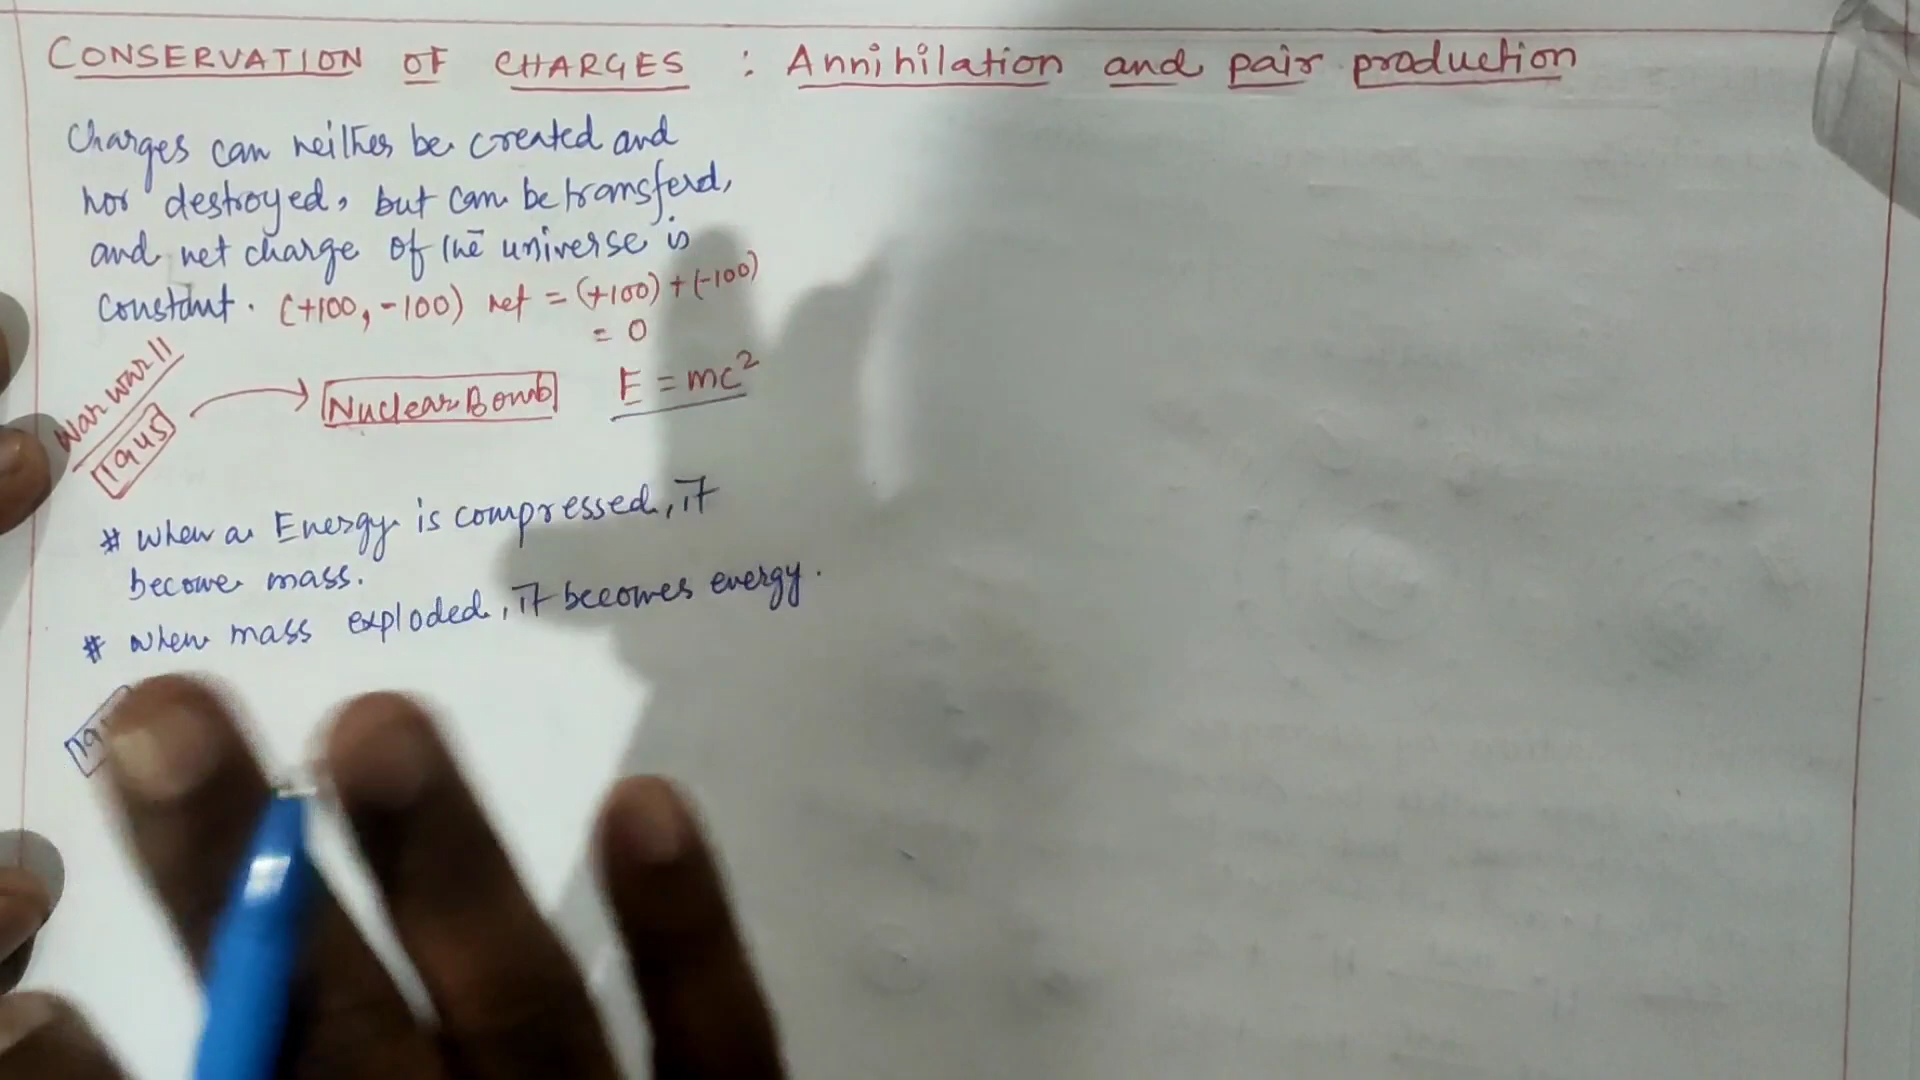 CONSERVATION OF CHARGES : Annihilation and pair production
Charges can neither be created and
nor destroyed, but can be transferd,
and net charge of the universe is
Constant. (+100, -100) net = (+100) + (-100)
= 0
War War II
1945
Nuclear Bomb
E = mc²
# When a Energy is compressed, it
become mass.
# when mass exploded, it becomes energy.